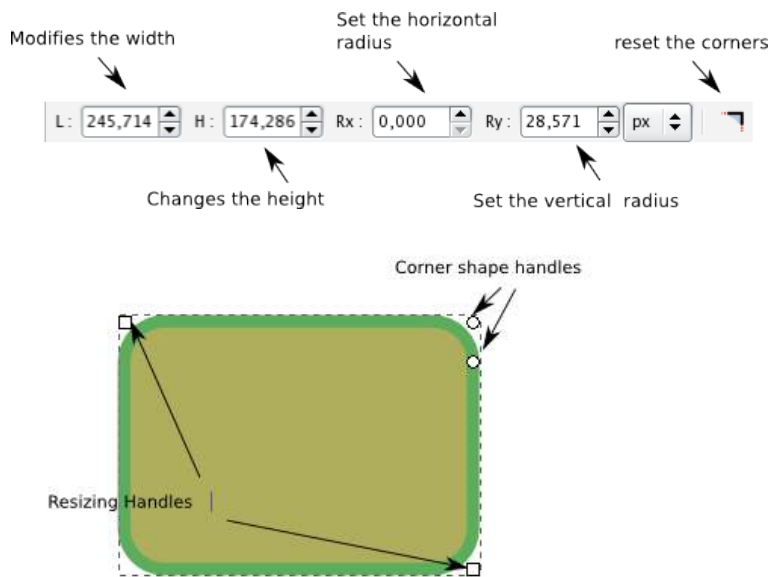 Set the horizontal
radius
Modifies the width
reset the corners
L: 245,714 H: 174,286 Rx: 0,000 Ry: 28,571 px
Changes the height
Set the vertical radius
Corner shape handles
Resizing Handles